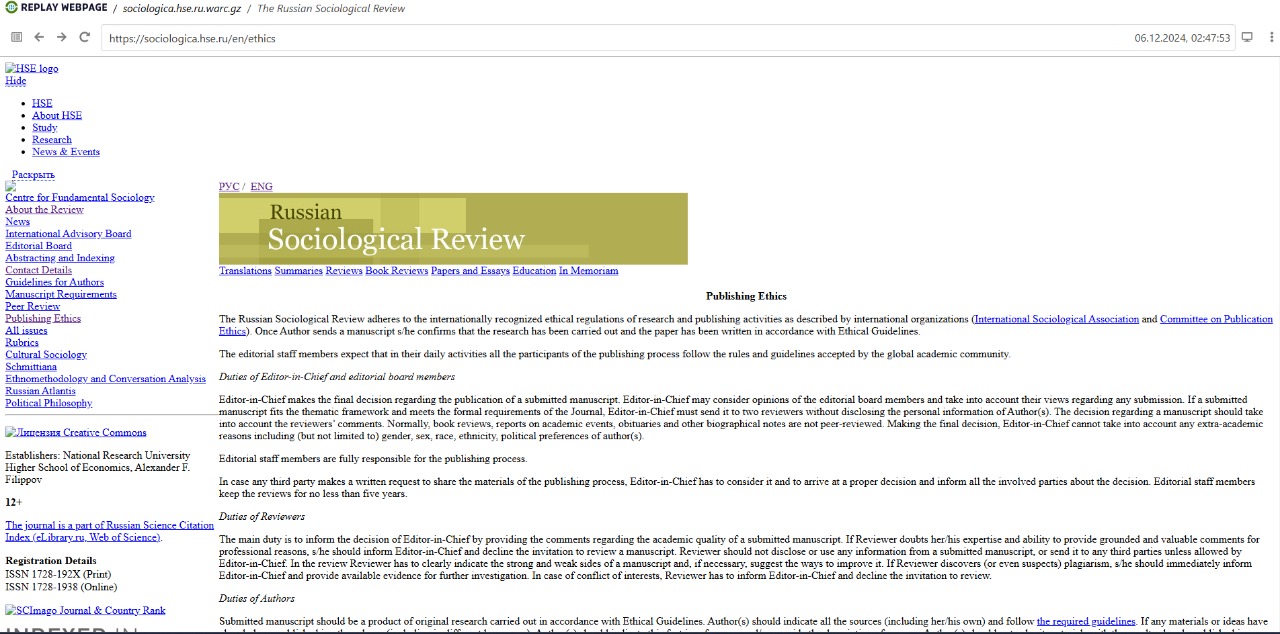 REPLAY WEBPAGE / sociologica.hse.ru.warc.gz / The Russian Sociological Review
https://sociologica.hse.ru/en/ethics
06.12.2024, 02:47:53
HSE logo
Hide
HSE
About HSE
Study
Research
News & Events
Раскрыть
Centre for Fundamental Sociology
About the Review
News
International Advisory Board
Editorial Board
Abstracting and Indexing
Contact Details
Guidelines for Authors
Manuscript Requirements
Peer Review
Publishing Ethics
All issues
Rubrics
Cultural Sociology
Schmittiana
Ethnomethodology and Conversation Analysis
Russian Atlantis
Political Philosophy
Лицензия Creative Commons
Establishers: National Research University
Higher School of Economics, Alexander F.
Filippov
12+
The journal is a part of Russian Science Citation
Index (eLibrary.ru, Web of Science).
Registration Details
ISSN 1728-192X (Print)
ISSN 1728-1938 (Online)
SCImago Journal & Country Rank
РУС / ENG
Russian
Sociological Review
Translations Summaries Reviews Book Reviews Papers and Essays Education In Memoriam
Publishing Ethics
The Russian Sociological Review adheres to the internationally recognized ethical regulations of research and publishing activities as described by international organizations (International Sociological Association and Committee on Publication
Ethics). Once Author sends a manuscript s/he confirms that the research has been carried out and the paper has been written in accordance with Ethical Guidelines.
The editorial staff members expect that in their daily activities all the participants of the publishing process follow the rules and guidelines accepted by the global academic community.
Duties of Editor-in-Chief and editorial board members
Editor-in-Chief makes the final decision regarding the publication of a submitted manuscript. Editor-in-Chief may consider opinions of the editorial board members and take into account their views regarding any submission. If a submitted
manuscript fits the thematic framework and meets the formal requirements of the Journal, Editor-in-Chief must send it to two reviewers without disclosing the personal information of Author(s). The decision regarding a manuscript should take
into account the reviewers' comments. Normally, book reviews, reports on academic events, obituaries and other biographical notes are not peer-reviewed. Making the final decision, Editor-in-Chief cannot take into account any extra-academic
reasons including (but not limited to) gender, sex, race, ethnicity, political preferences of author(s).
Editorial staff members are fully responsible for the publishing process.
In case any third party makes a written request to share the materials of the publishing process, Editor-in-Chief has to consider it and to arrive at a proper decision and inform all the involved parties about the decision. Editorial staff members
keep the reviews for no less than five years.
Duties of Reviewers
The main duty is to inform the decision of Editor-in-Chief by providing the comments regarding the academic quality of a submitted manuscript. If Reviewer doubts her/his expertise and ability to provide grounded and valuable comments for
professional reasons, s/he should inform Editor-in-Chief and decline the invitation to review a manuscript. Reviewer should not disclose or use any information from a submitted manuscript, or send it to any third parties unless allowed by
Editor-in-Chief. In the review Reviewer has to clearly indicate the strong and weak sides of a manuscript and, if necessary, suggest the ways to improve it. If Reviewer discovers (or even suspects) plagiarism, s/he should immediately inform
Editor-in-Chief and provide available evidence for further investigation. In case of conflict of interests, Reviewer has to inform Editor-in-Chief and decline the invitation to review.
Duties of Authors
Submitted manuscript should be a product of original research carried out in accordance with Ethical Guidelines. Author(s) should indicate all the sources (including her/his own) and follow the required guidelines. If any materials or ideas have